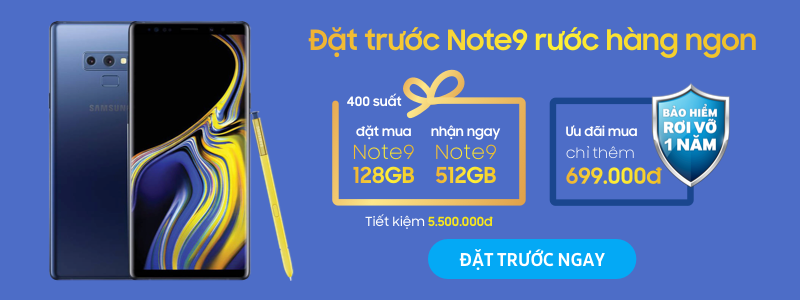 Đặt trước Note9 rước hàng ngon
400 suất
đặt mua
Note9
128GB
nhận ngay
Note9
512GB
Tiết kiệm 5.500.000đ
Ưu đãi mua
chỉ thêm
699.000đ
BẢO HIỂM
RƠI VỠ
1 NĂM
ĐẶT TRƯỚC NGAY
SAMSUNG